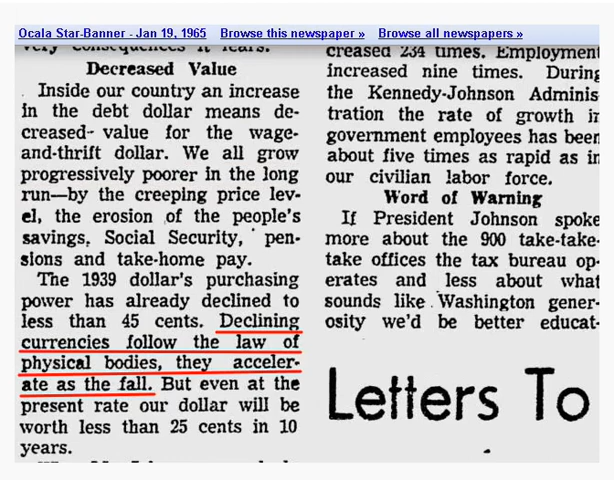 Ocala Star-Banner - Jan 19, 1965 Browse this newspaper » Browse all newspapers »
very consequences it fears.
Decreased Value
Inside our country an increase
in the debt dollar means de-
creased- value for the wage-
and-thrift dollar. We all grow
progressively poorer in the long
run—by the creeping price lev-
el, the erosion of the people's
savings, Social Security, pen-
sions and take-home pay.
The 1939 dollar's purchasing
power has already declined to
less than 45 cents. Declining
currencies follow the law of
physical bodies, they acceler-
ate as the fall. But even at the
present rate our dollar will be
worth less than 25 cents in 10
years.
creased 234 times. Employment
increased nine times. During
the Kennedy-Johnson Adminis-
tration the rate of growth in
government employees has been
about five times as rapid as in
our civilian labor force.
Word of Warning
If President Johnson spoke
more about the 900 take-take-
take offices the tax bureau op-
erates and less about what
sounds like Washington gener-
osity we'd be better educat-
Letters To